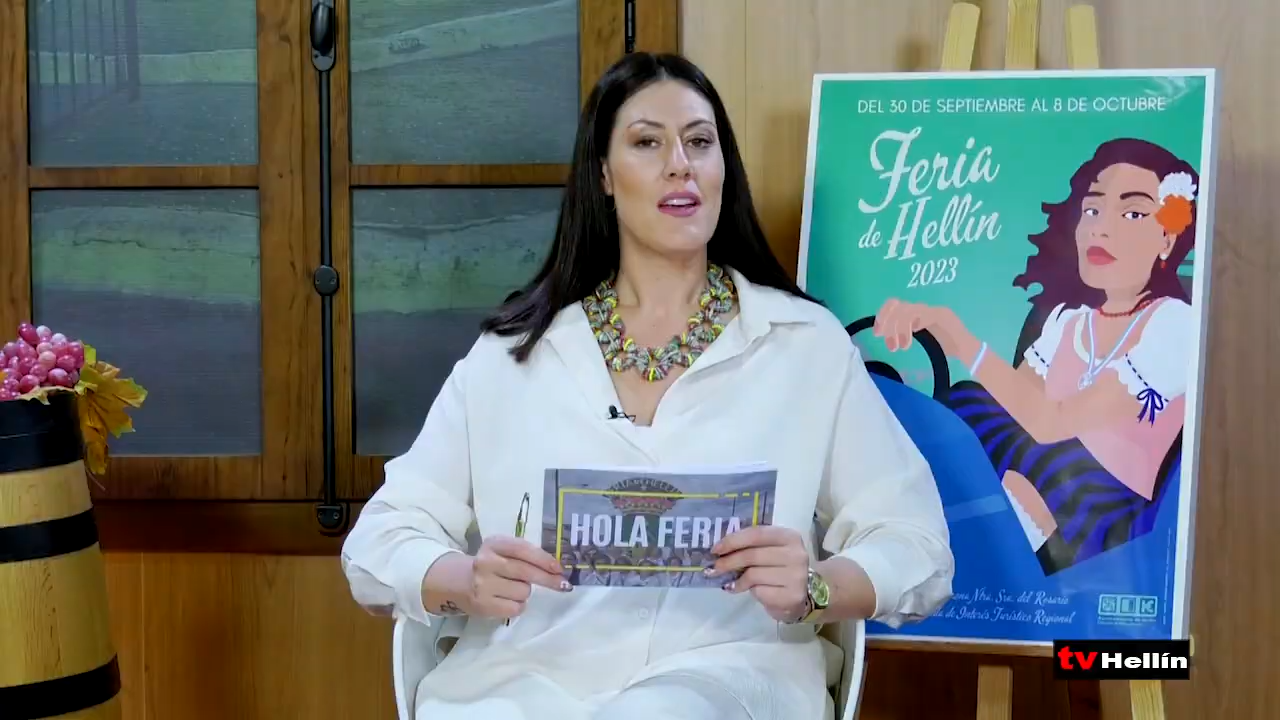 DEL 30 DE SEPTIEMBRE AL 8 DE OCTUBRE
Feria
de Hellín
2023
HOLA FERIA
Ntra. Sra. del Rosario
de Interés Turístico Regional
tvHellín